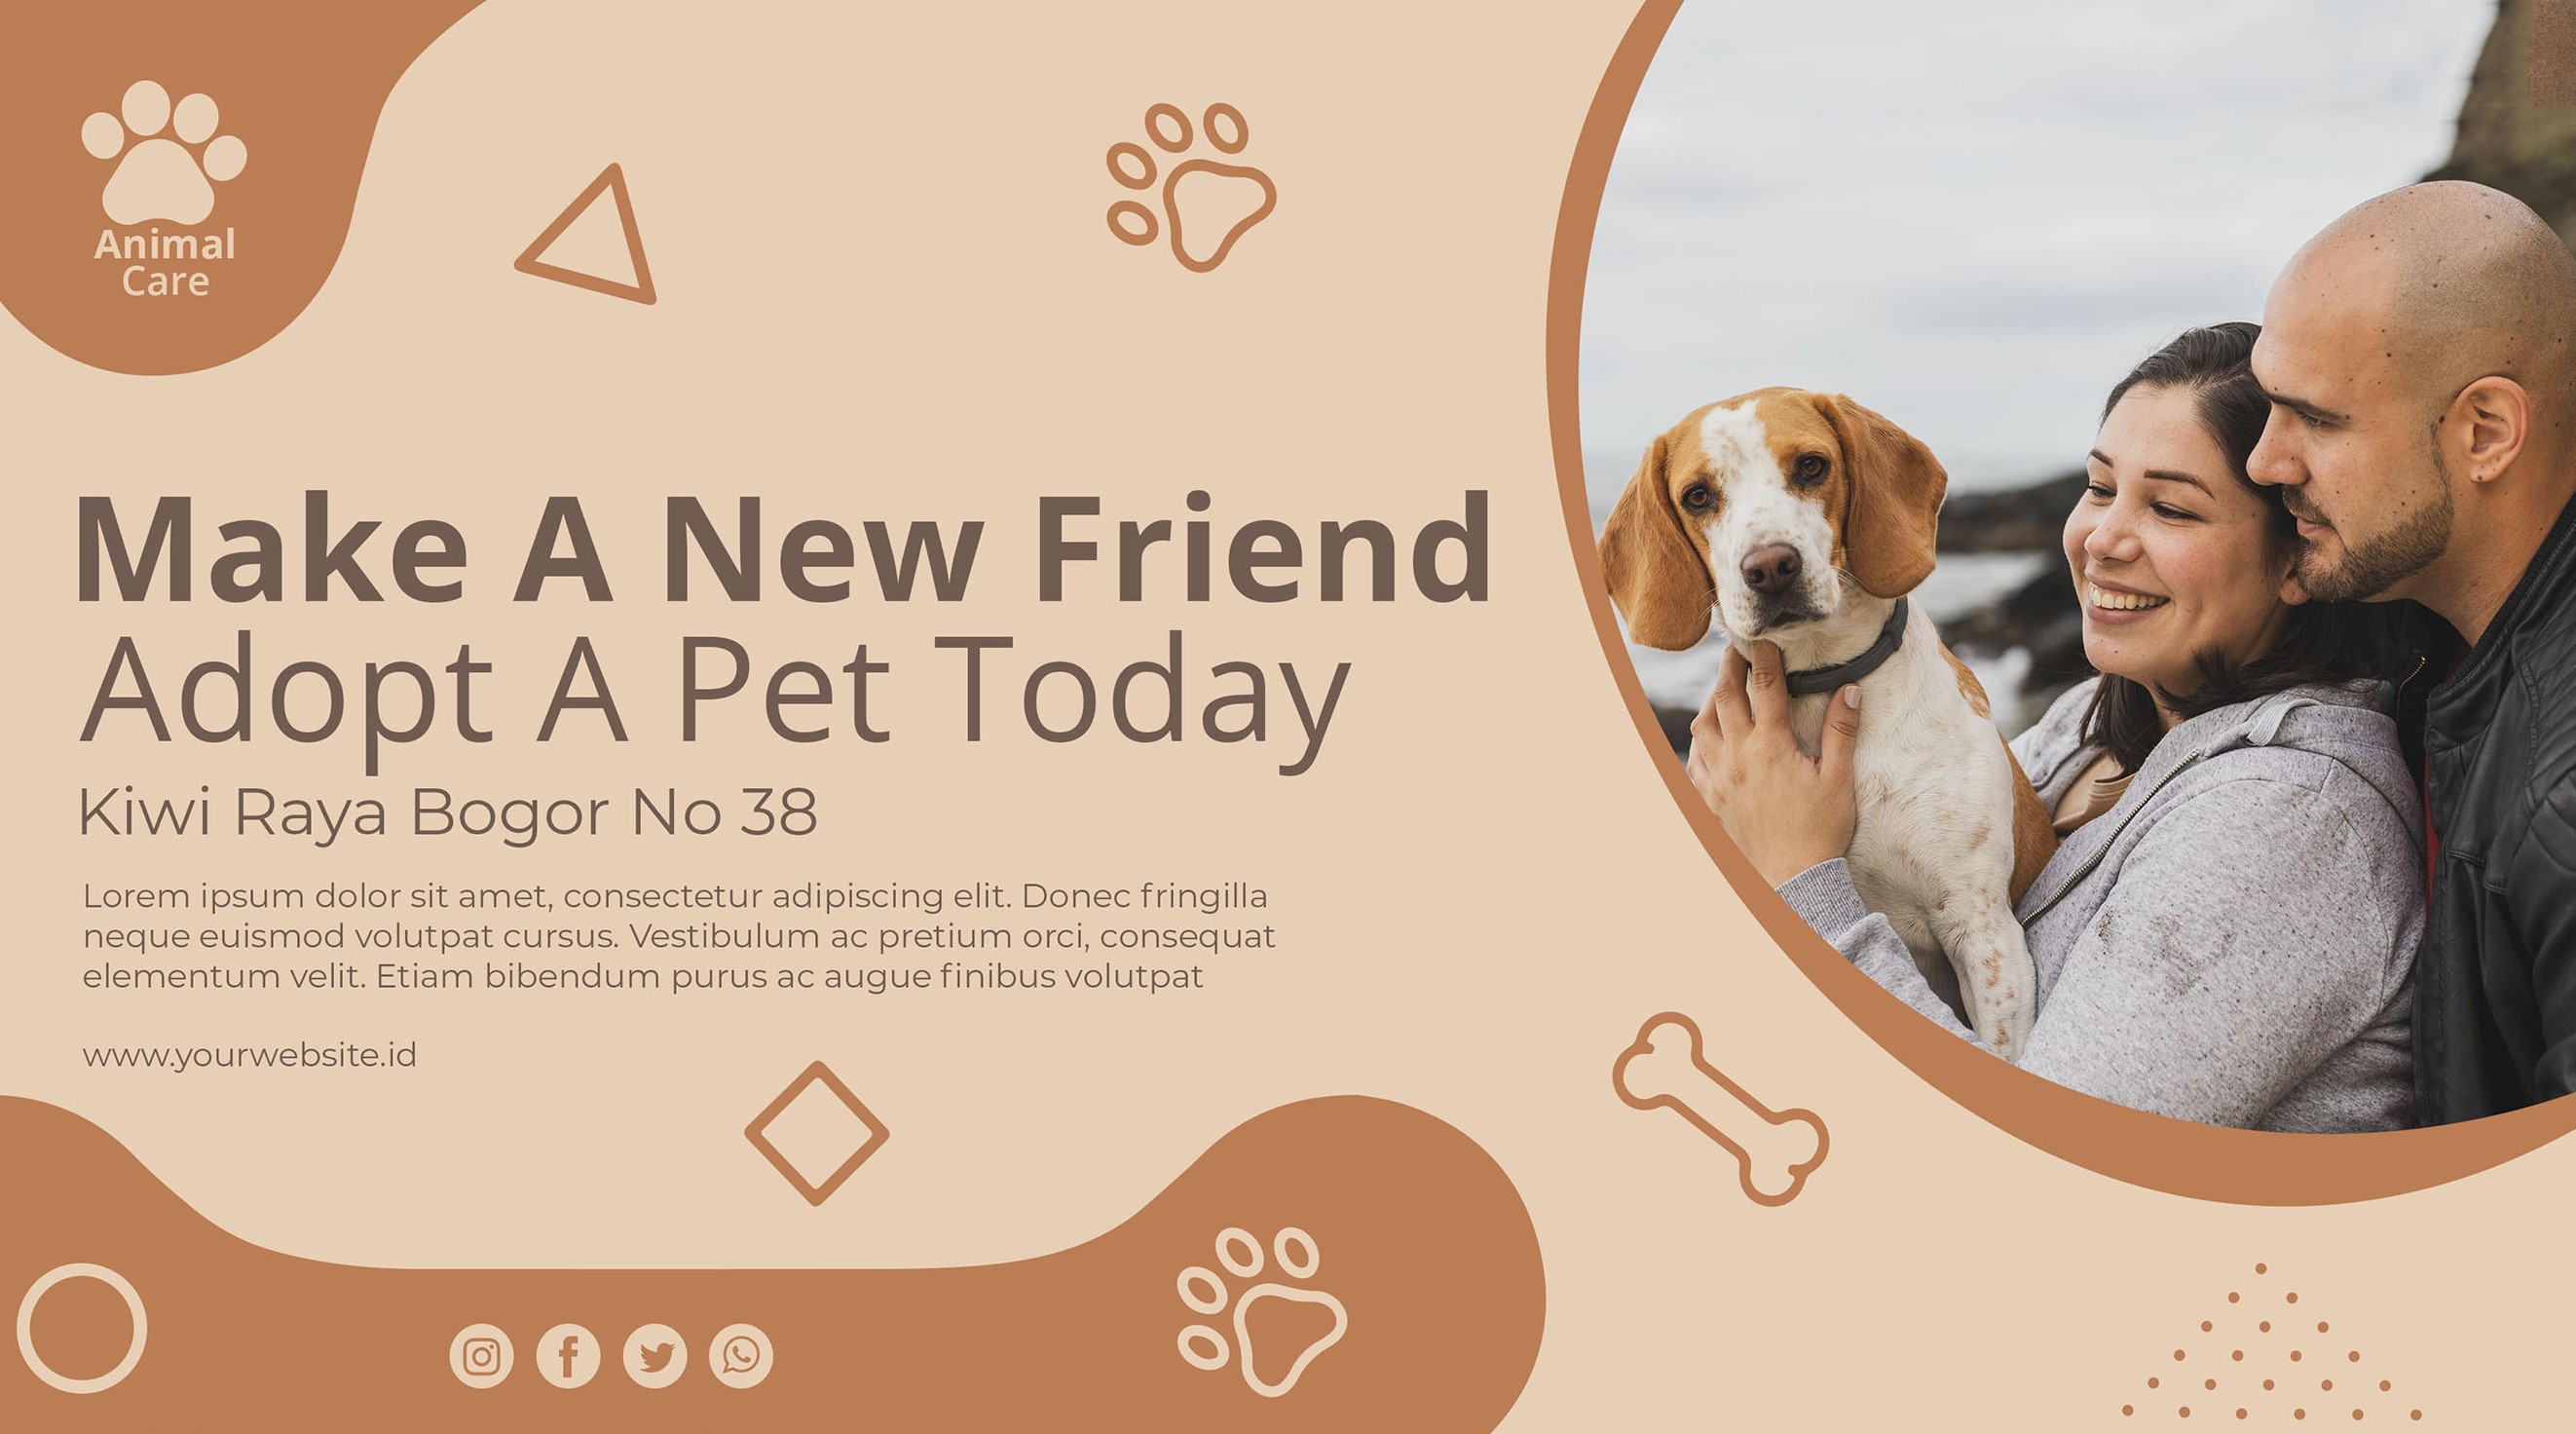 Animal
Care
Make A New Friend
Adopt A Pet Today
Kiwi Raya Bogor No 38
Lorem ipsum dolor sit amet, consectetur adipiscing elit. Donec fringilla
neque euismod volutpat cursus. Vestibulum ac pretium orci, consequat
elementum velit. Etiam bibendum purus ac augue finibus volutpat
www.yourwebsite.id